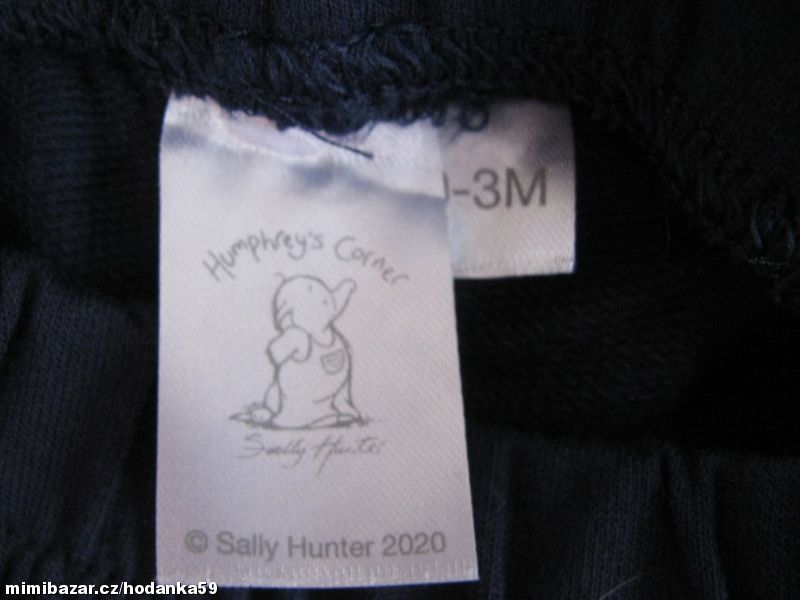 -3M
Humphrey's Corner
Sally Hunter
© Sally Hunter 2020
mimibazar.cz/hodanka59